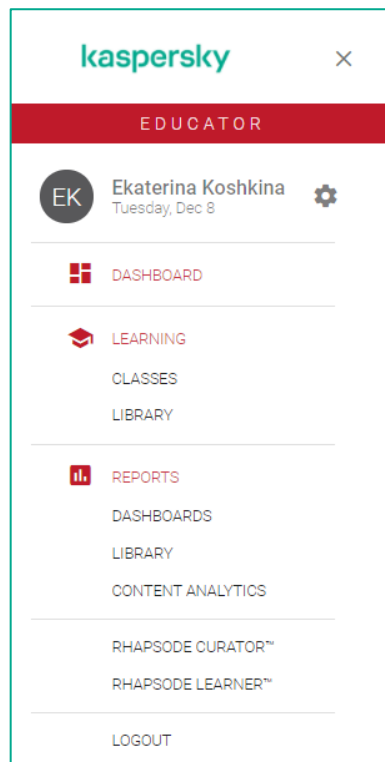 kaspersky
EDUCATOR
EK
Ekaterina Koshkina
Tuesday, Dec 8
DASHBOARD
LEARNING
CLASSES
LIBRARY
REPORTS
DASHBOARDS
LIBRARY
CONTENT ANALYTICS
RHAPSODE CURATOR™
RHAPSODE LEARNER™
LOGOUT